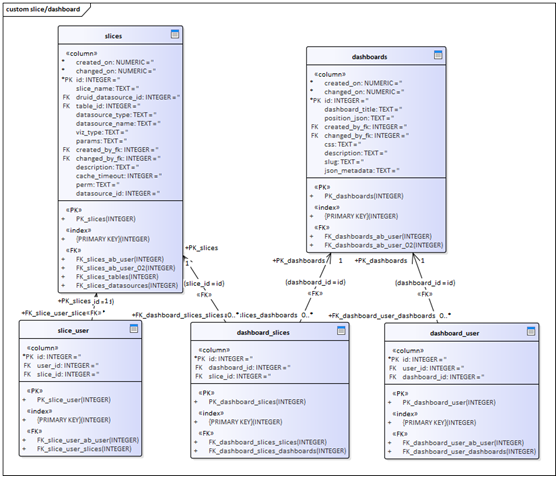 custom slice/dashboard
slices
«column»
* created_on: NUMERIC = ''
* changed_on: NUMERIC = ''
*PK id: INTEGER = ''
slice_name: TEXT = ''
FK druid_datasource_id: INTEGER = ''
FK table_id: INTEGER = ''
datasource_type: TEXT = ''
datasource_name: TEXT = ''
viz_type: TEXT = ''
params: TEXT = ''
FK created_by_fk: INTEGER = ''
FK changed_by_fk: INTEGER = ''
description: TEXT = ''
cache_timeout: INTEGER = ''
perm: TEXT = ''
datasource_id: INTEGER = ''
«PK»
+ PK_slices(INTEGER)
«index»
+ {PRIMARY KEY}(INTEGER)
«FK»
+ FK_slices_ab_user(INTEGER)
+ FK_slices_ab_user_02(INTEGER)
+ FK_slices_tables(INTEGER)
+ FK_slices_datasources(INTEGER)
dashboards
«column»
* created_on: NUMERIC = ''
* changed_on: NUMERIC = ''
*PK id: INTEGER = ''
dashboard_title: TEXT = ''
position_json: TEXT = ''
FK created_by_fk: INTEGER = ''
FK changed_by_fk: INTEGER = ''
css: TEXT = ''
description: TEXT = ''
slug: TEXT = ''
json_metadata: TEXT = ''
«PK»
+ PK_dashboards(INTEGER)
«index»
+ {PRIMARY KEY}(INTEGER)
«FK»
+ FK_dashboards_ab_user(INTEGER)
+ FK_dashboards_ab_user_02(INTEGER)
+PK_slices
1
+PK_dashboards 1
+PK_dashboards 1
(slice_id=id)
«FK»
(dashboard_id=id)
«FK»
(dashboard_id=id)
«FK»
+PK_slices
+FK_slice_user_slice
«FK»
+FK_dashboard_slices_slices
0..*
0..*
+FK_dashboard_user_dashboards 0..*
slice_user
«column»
*PK id: INTEGER = ''
FK user_id: INTEGER = ''
FK slice_id: INTEGER = ''
«PK»
+ PK_slice_user(INTEGER)
«index»
+ {PRIMARY KEY}(INTEGER)
«FK»
+ FK_slice_user_ab_user(INTEGER)
+ FK_slice_user_slices(INTEGER)
dashboard_slices
«column»
*PK id: INTEGER = ''
FK dashboard_id: INTEGER = ''
FK slice_id: INTEGER = ''
«PK»
+ PK_dashboard_slices(INTEGER)
«index»
+ {PRIMARY KEY}(INTEGER)
«FK»
+ FK_dashboard_slices_slices(INTEGER)
+ FK_dashboard_slices_dashboards(INTEGER)
dashboard_user
«column»
*PK id: INTEGER = ''
FK user_id: INTEGER = ''
FK dashboard_id: INTEGER = ''
«PK»
+ PK_dashboard_user(INTEGER)
«index»
+ {PRIMARY KEY}(INTEGER)
«FK»
+ FK_dashboard_user_ab_user(INTEGER)
+ FK_dashboard_user_dashboards(INTEGER)